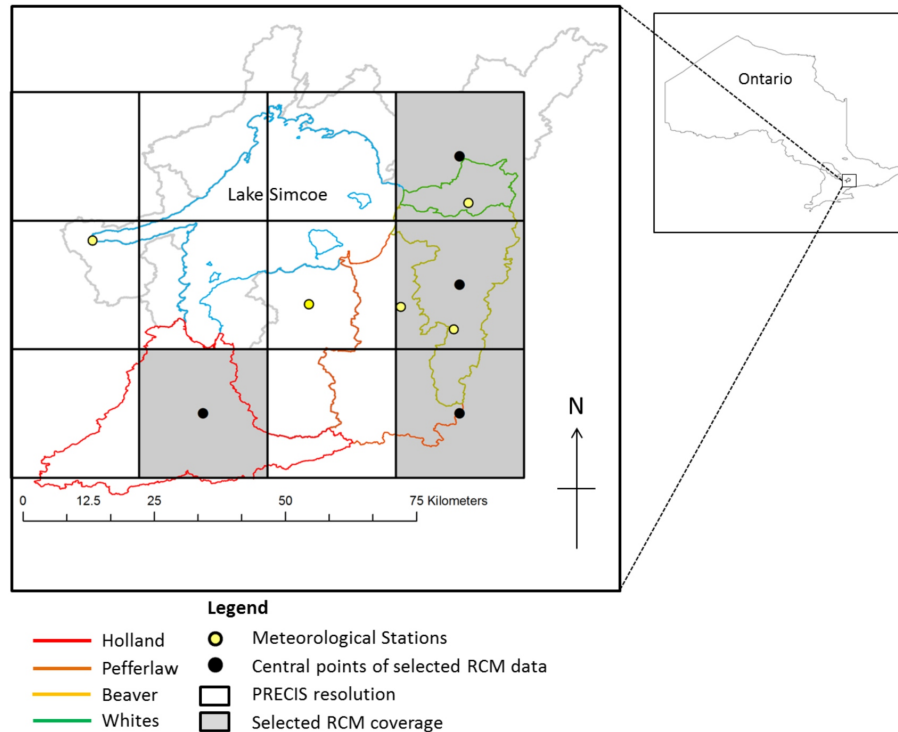 Ontario
Lake Simcoe
N
0 12.5 25 50 75 Kilometers
Legend
Holland
Pefferlaw
Beaver
Whites
Meteorological Stations
Central points of selected RCM data
PRECIS resolution
Selected RCM coverage